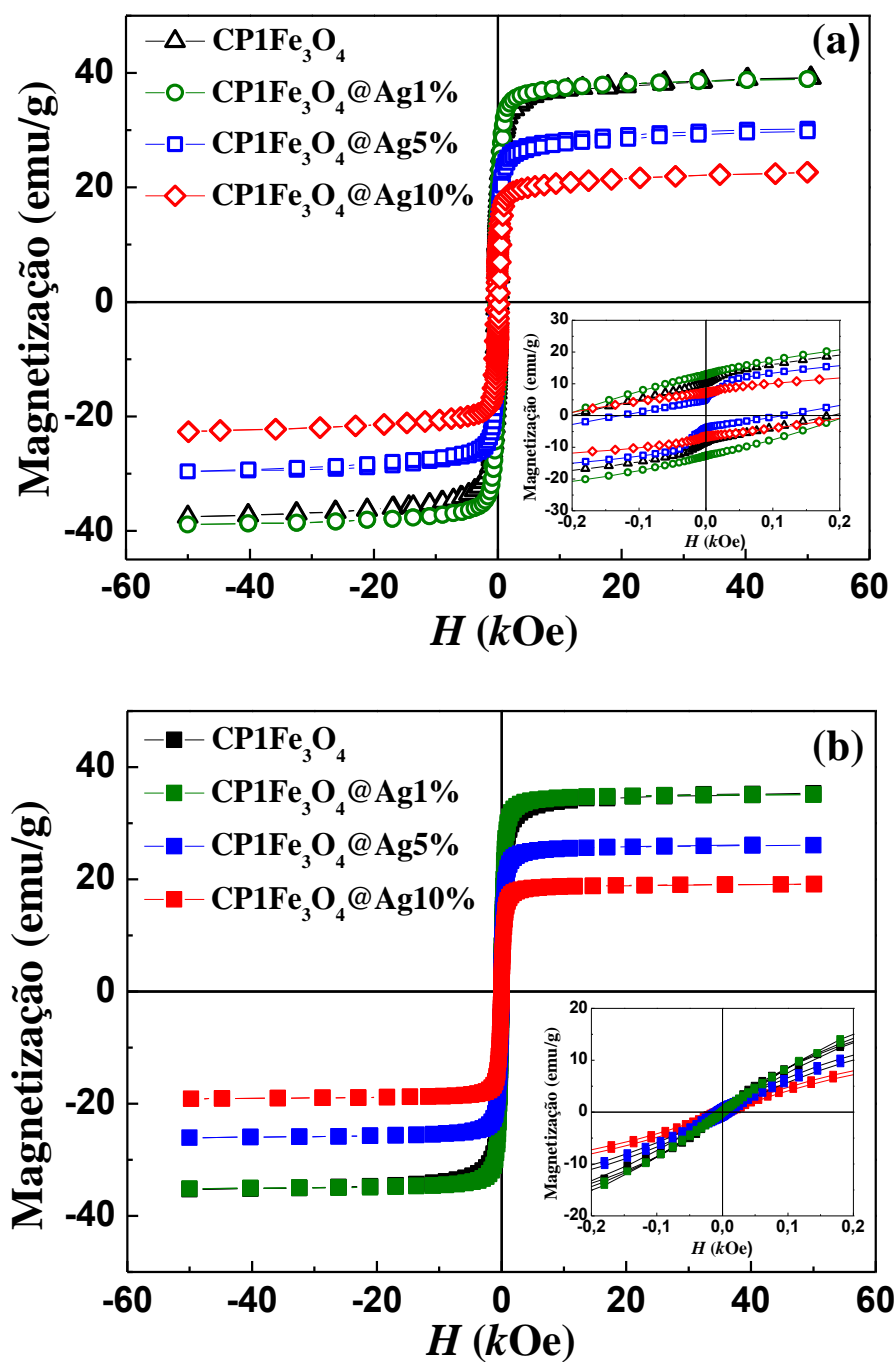 (a)
CP1Fe₃O₄
CP1Fe₃O₄@Ag1%
CP1Fe₃O₄@Ag5%
CP1Fe₃O₄@Ag10%
Magnetização (emu/g)
40
20
0
-20
-40
-60 -40 -20 0 20 40 60
H (kOe)
Magnetização (emu/g)
30
20
10
0
-10
-20
-30
-0,2 -0,1 0,0 0,1 0,2
H (kOe)
(b)
CP1Fe₃O₄
CP1Fe₃O₄@Ag1%
CP1Fe₃O₄@Ag5%
CP1Fe₃O₄@Ag10%
Magnetização (emu/g)
40
20
0
-20
-40
-60 -40 -20 0 20 40 60
H (kOe)
Magnetização (emu/g)
20
10
0
-10
-20
-0,2 -0,1 0,0 0,1 0,2
H (kOe)